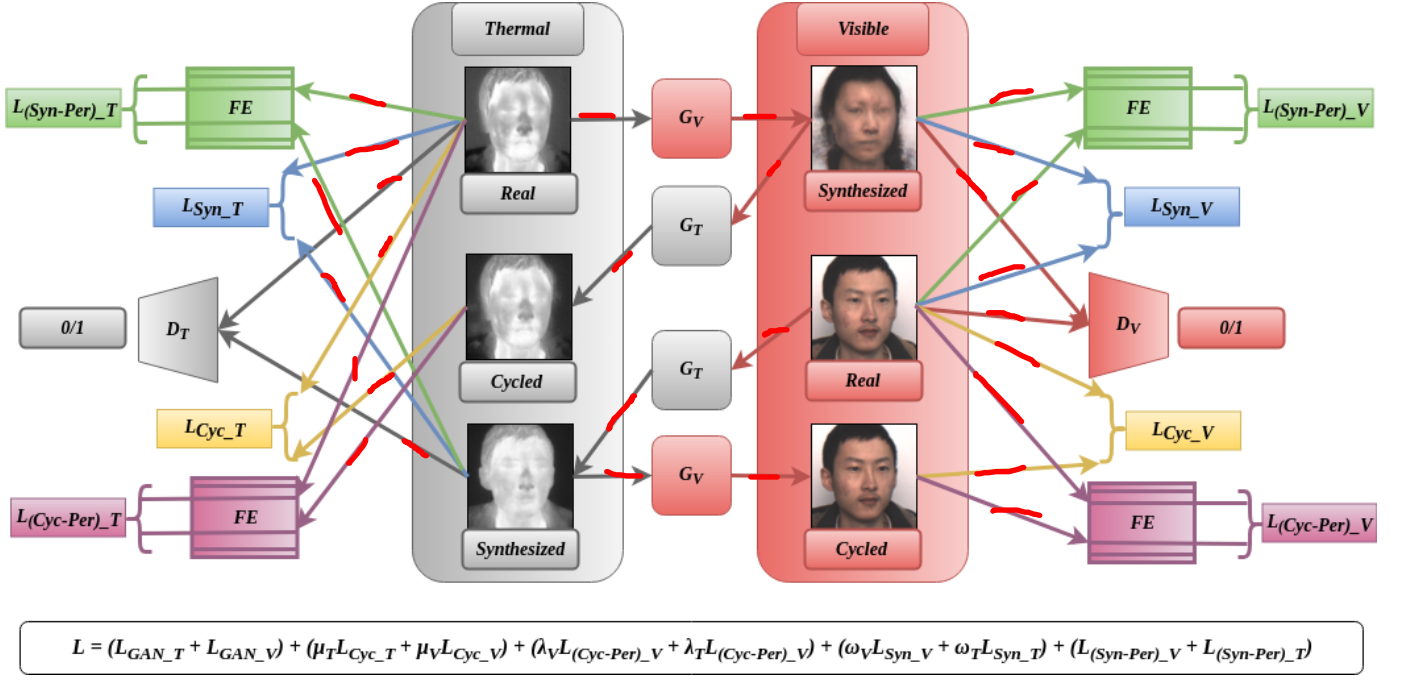 Thermal
Visible
L(Syn-Per)_T
FE
GV
FE
L(Syn-Per)_V
Real
Synthesized
LSyn_T
GT
LSyn_V
0/1
DT
DV
0/1
Cycled
GT
Real
LCyc_T
LCyc_V
GV
L(Cyc-Per)_T
FE
FE
L(Cyc-Per)_V
Synthesized
Cycled
L = (LGAN_T + LGAN_V) + (μTLCyc_T + μVLCyc_V) + (λVL(Cyc-Per)_V + λTL(Cyc-Per)_V) + (ωVLSyn_V + ωTLSyn_T) + (L(Syn-Per)_V + L(Syn-Per)_T)